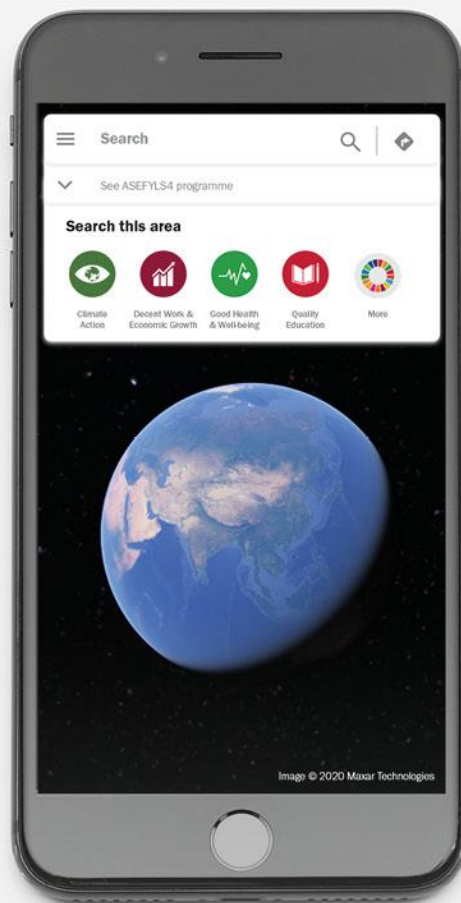 Search
See ASEFYLS4 programme
Search this area
Climate
Action
Decent Work &
Economic Growth
Good Health
& Well-being
Quality
Education
More
Image © 2020 Maxar Technologies